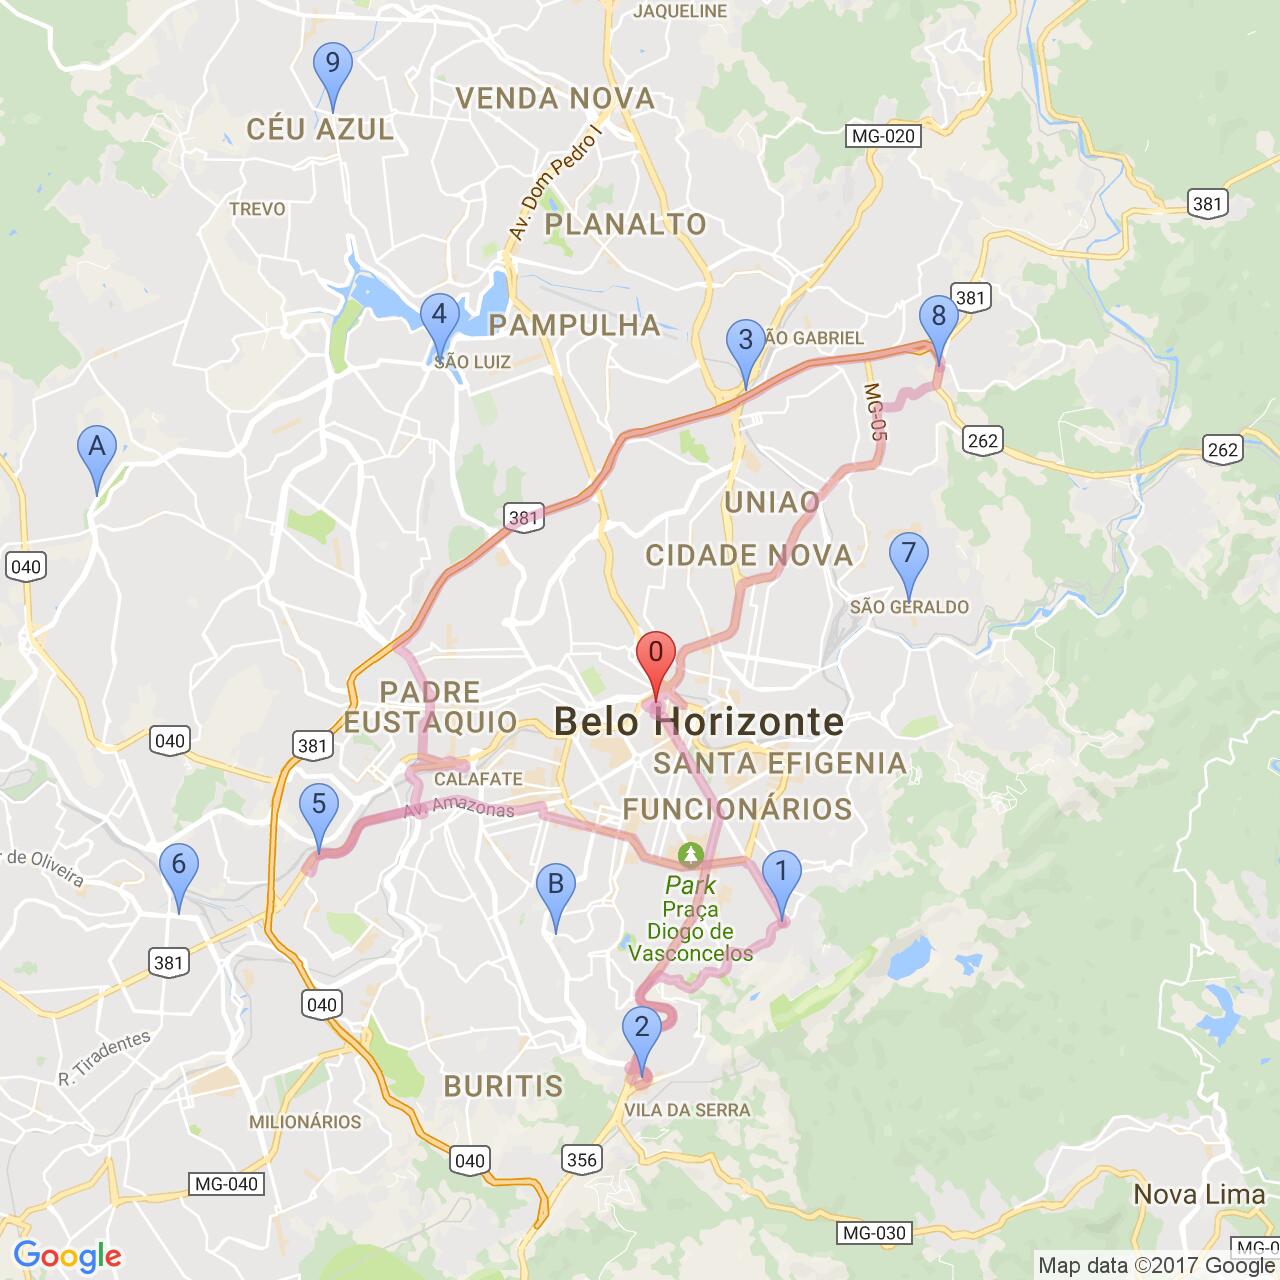 JAQUELINE
9
VENDA NOVA
CÉU AZUL
MG-020
Av. Dom Pedro I
TREVO
381
PLANALTO
4
381
8
PAMPULHA
3
ÃO GABRIEL
SÃO LUIZ
MG-05
A
262
262
UNIAO
381
CIDADE NOVA
7
040
SÃO GERALDO
0
PADRE
EUSTAQUIO
Belo Horizonte
040
381
SANTA EFIGENIA
CALAFATE
5
Av. Amazonas
FUNCIONÁRIOS
r de Oliveira
6
B
1
Park
Praça
Diogo de
Vasconcelos
381
040
2
R. Tiradentes
BURITIS
VILA DA SERRA
MILIONÁRIOS
040
356
MG-040
Nova Lima
MG-030
MG-0
Google
Map data ©2017 Google